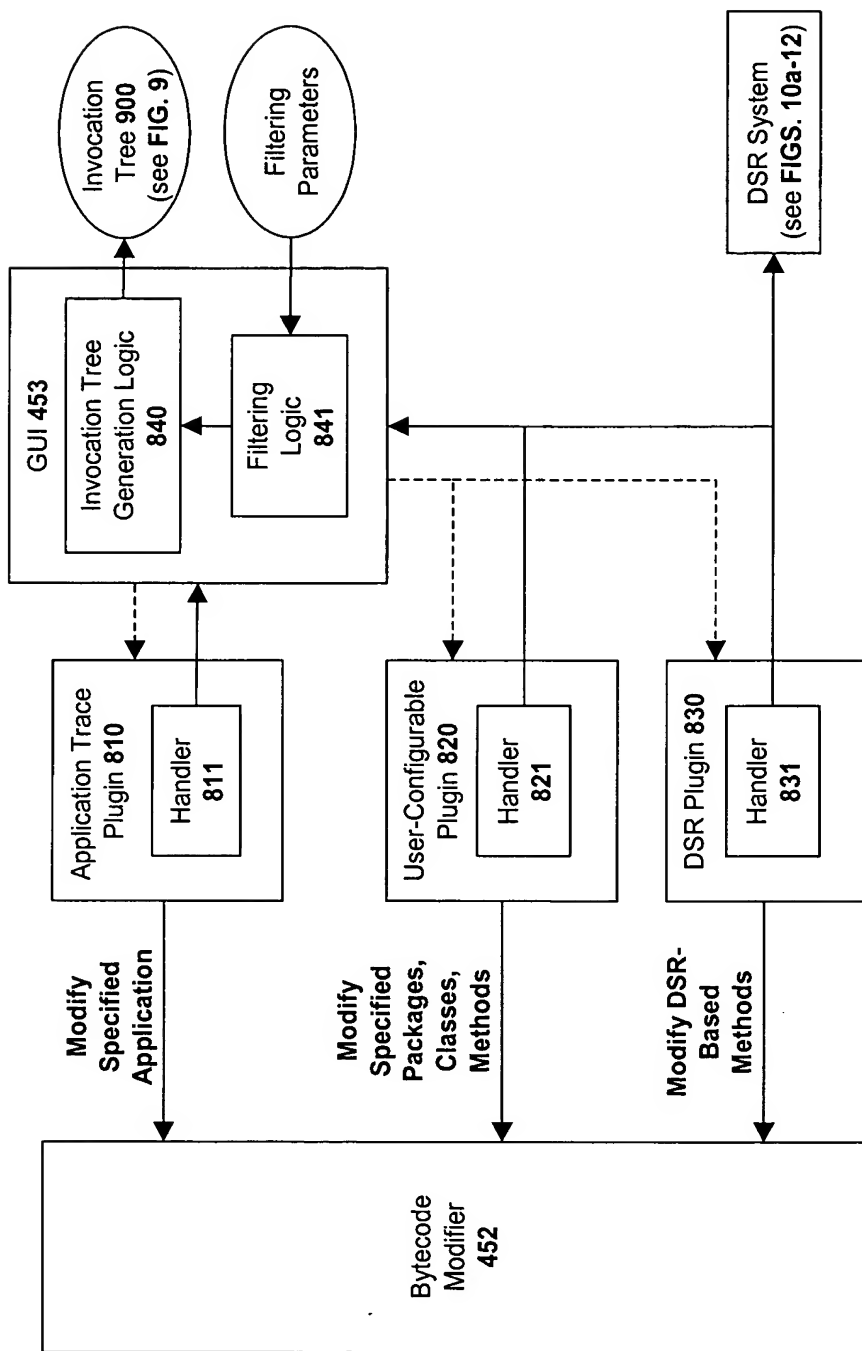 Bytecode
Modifier
452
Modify
Specified
Application
Modify
Specified
Packages,
Classes,
Methods
Modify DSR-
Based
Methods
Application Trace
Plugin 810
Handler
811
User-Configurable
Plugin 820
Handler
821
DSR Plugin 830
Handler
831
GUI 453
Invocation Tree
Generation Logic
840
Filtering
Logic
841
Invocation
Tree 900
(see FIG. 9)
Filtering
Parameters
DSR System
(see FIGS. 10a-12)